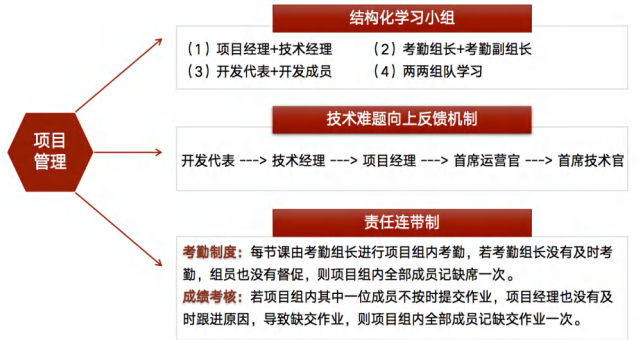 结构化学习小组
（1）项目经理+技术经理 （2）考勤组长+考勤副组长
（3）开发代表+开发成员 （4）两两组队学习
项目
管理
技术难题向上反馈机制
开发代表 ---> 技术经理 ---> 项目经理 ---> 首席运营官 ---> 首席技术官
责任连带制
考勤制度：每节课由考勤组长进行项目组内考勤，若考勤组长没有及时考
勤，组员也没有督促，则项目组内全部成员记缺席一次。
成绩考核：若项目组内其中一位成员不按时提交作业，项目经理也没有及
时跟进原因，导致缺交作业，则项目组内全部成员记缺交作业一次。